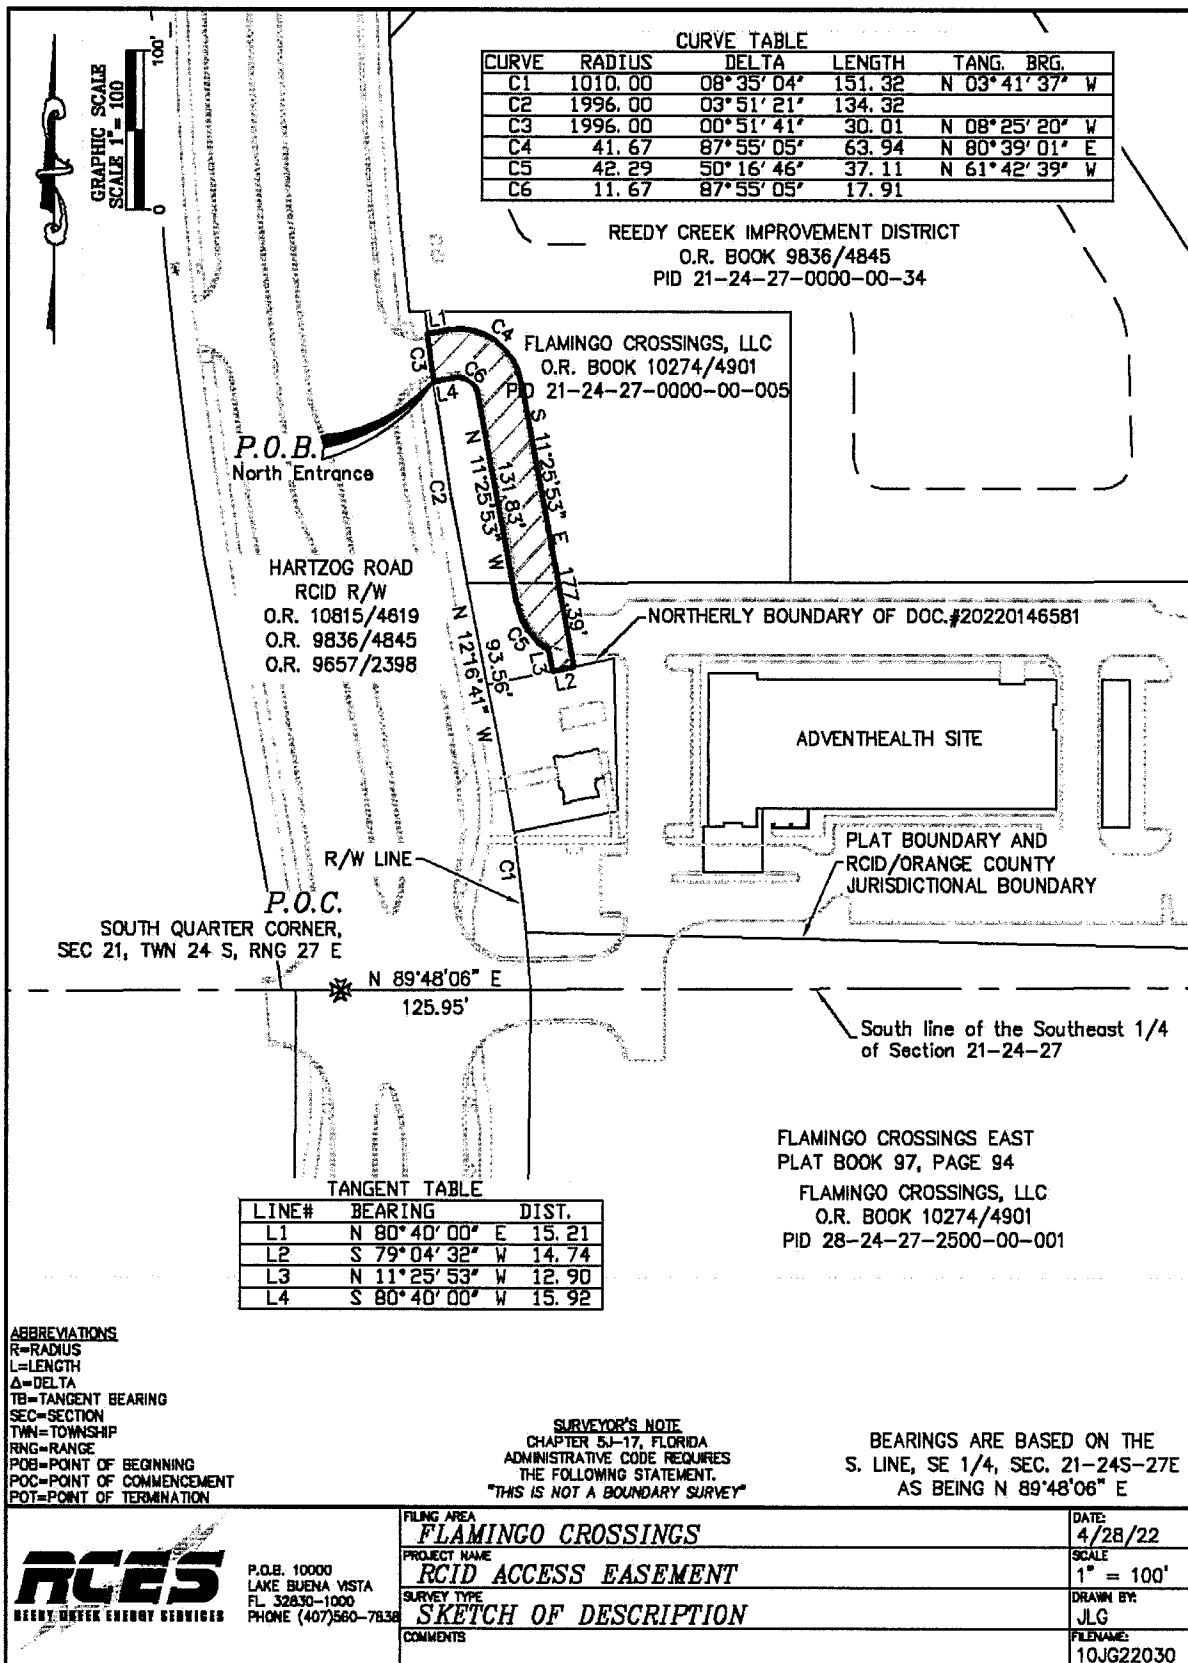 CURVE TABLE
CURVE RADIUS DELTA LENGTH TANG. BRG.
C1 1010.00 08°35'04" 151.32 N 03°41'37" W
C2 1996.00 03°51'21" 134.32
C3 1996.00 00°51'41" 30.01 N 08°25'20" W
C4 41.67 87°55'05" 63.94 N 80°39'01" E
C5 42.29 50°16'46" 37.11 N 61°42'39" W
C6 11.67 87°55'05" 17.91
GRAPHIC SCALE
SCALE 1"= 100
0
100'
REEDY CREEK IMPROVEMENT DISTRICT
O.R. BOOK 9836/4845
PID 21-24-27-0000-00-34
L1
C4
C3
C6
L4
FLAMINGO CROSSINGS, LLC
O.R. BOOK 10274/4901
PID 21-24-27-0000-00-005
P.O.B.
North Entrance
C2
N 11°25'53" W
131.83'
S 11°25'53" E 177.39'
HARTZOG ROAD
RCID R/W
O.R. 10815/4619
O.R. 9836/4845
O.R. 9657/2398
N 12°16'41" W
93.56'
C5
L3
L2
NORTHERLY BOUNDARY OF DOC.#20220146581
ADVENTHEALTH SITE
R/W LINE
C1
PLAT BOUNDARY AND
RCID/ORANGE COUNTY
JURISDICTIONAL BOUNDARY
P.O.C.
SOUTH QUARTER CORNER,
SEC 21, TWN 24 S, RNG 27 E
N 89°48'06" E
125.95'
South line of the Southeast 1/4
of Section 21-24-27
FLAMINGO CROSSINGS EAST
PLAT BOOK 97, PAGE 94
FLAMINGO CROSSINGS, LLC
O.R. BOOK 10274/4901
PID 28-24-27-2500-00-001
TANGENT TABLE
LINE# BEARING DIST.
L1 N 80°40'00" E 15.21
L2 S 79°04'32" W 14.74
L3 N 11°25'53" W 12.90
L4 S 80°40'00" W 15.92
ABBREVIATIONS
R=RADIUS
L=LENGTH
Δ=DELTA
TB=TANGENT BEARING
SEC=SECTION
TWN=TOWNSHIP
RNG=RANGE
POB=POINT OF BEGINNING
POC=POINT OF COMMENCEMENT
POT=POINT OF TERMINATION
SURVEYOR'S NOTE
CHAPTER 5J-17, FLORIDA
ADMINISTRATIVE CODE REQUIRES
THE FOLLOWING STATEMENT.
"THIS IS NOT A BOUNDARY SURVEY"
BEARINGS ARE BASED ON THE
S. LINE, SE 1/4, SEC. 21-24S-27E
AS BEING N 89°48'06" E
RCES
REEDY CREEK ENERGY SERVICES
P.O.B. 10000
LAKE BUENA VISTA
FL 32830-1000
PHONE (407)560-7838
FILING AREA
FLAMINGO CROSSINGS
PROJECT NAME
RCID ACCESS EASEMENT
SURVEY TYPE
SKETCH OF DESCRIPTION
COMMENTS
DATE:
4/28/22
SCALE
1" = 100'
DRAWN BY:
JLG
FILENAME:
10JG22030